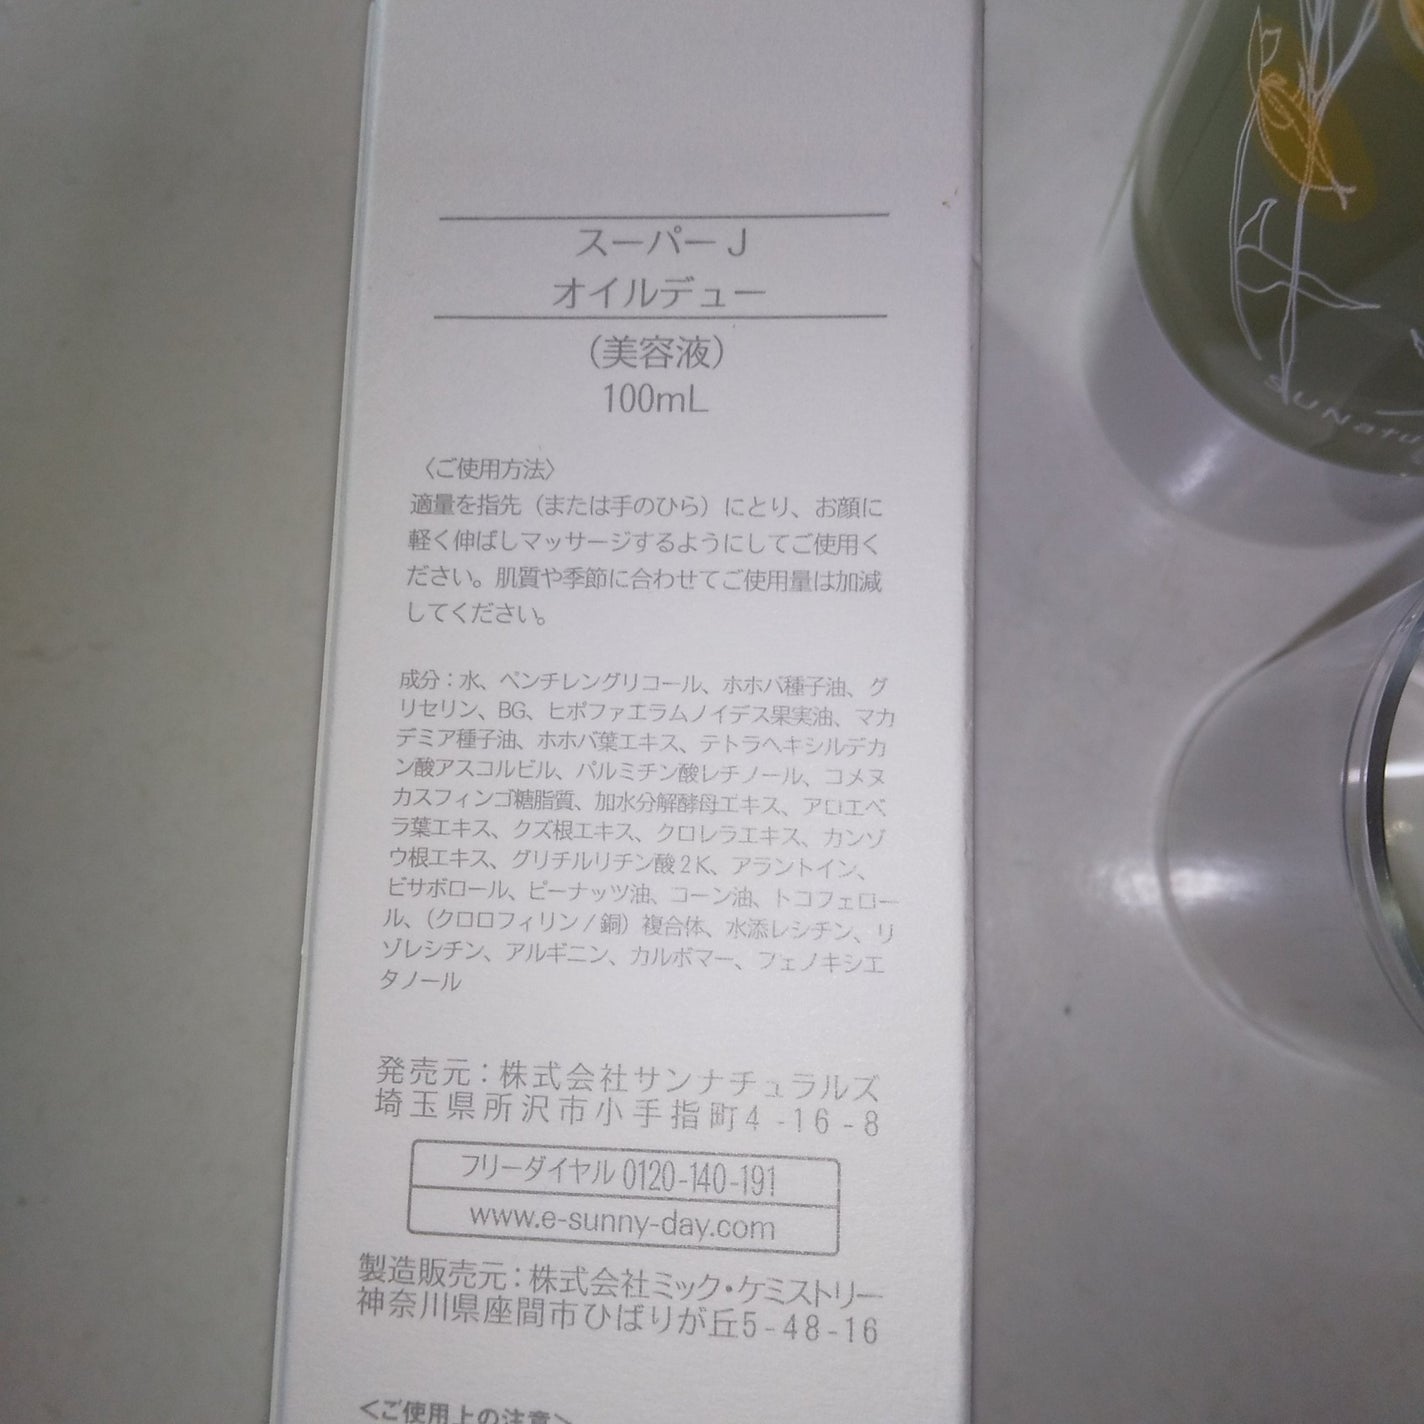 スーパーJ
オイルデュー
（美容液）
100mL
〈ご使用方法〉
適量を指先（または手のひら）にとり、お顔に
軽く伸ばしマッサージするようにしてご使用く
ださい。肌質や季節に合わせてご使用量は加減
してください。
成分：水、ペンチレングリコール、ホホバ種子油、グ
リセリン、BG、ヒポファエラムノイデス果実油、マカ
デミア種子油、ホホバ葉エキス、テトラヘキシルデカ
ン酸アスコルビル、パルミチン酸レチノール、コメヌ
カスフィンゴ糖脂質、加水分解酵母エキス、アロエベ
ラ葉エキス、クズ根エキス、クロレラエキス、カンゾ
ウ根エキス、グリチルリチン酸2K、アラントイン、
ビサボロール、ピーナッツ油、コーン油、トコフェロー
ル、（クロロフィリン/銅）複合体、水添レシチン、リ
ゾレシチン、アルギニン、カルボマー、フェノキシエ
タノール
発売元：株式会社サンナチュラルズ
埼玉県所沢市小手指町4-16-8
フリーダイヤル 0120-140-191
www.e-sunny-day.com
製造販売元：株式会社ミック・ケミストリー
神奈川県座間市ひばりが丘5-48-16
<ご使用上の注意>
SUNatu